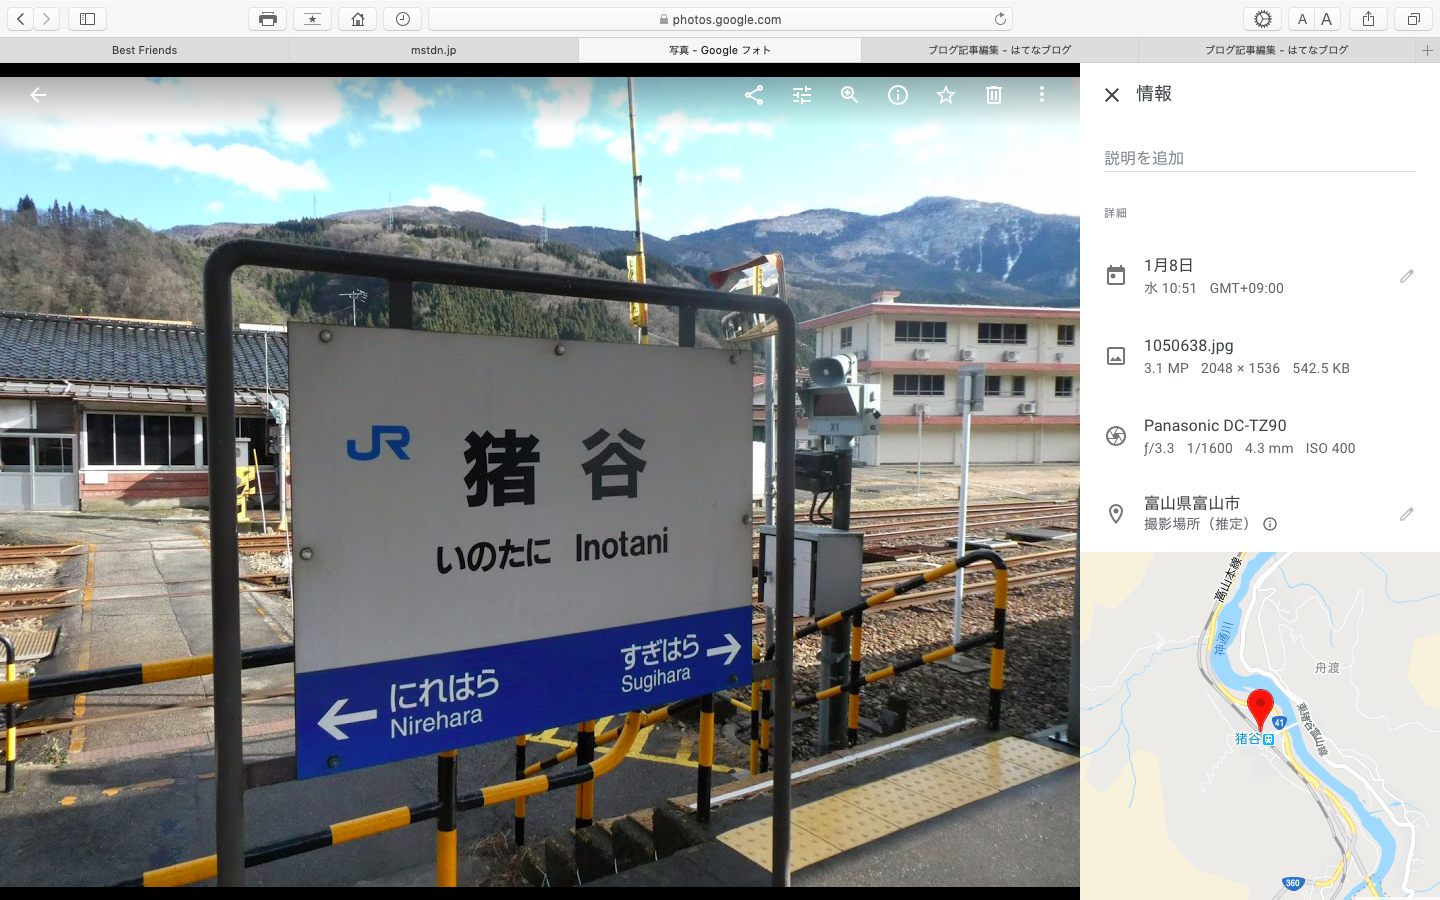 photos.google.com
A A
Best Friends
mstdn.jp
写真 - Google フォト
ブログ記事編集 - はてなブログ
ブログ記事編集 - はてなブログ
情報
説明を追加
詳細
1月8日
水 10:51 GMT+09:00
1050638.jpg
3.1 MP 2048 × 1536 542.5 KB
Panasonic DC-TZ90
ƒ/3.3 1/1600 4.3 mm ISO 400
富山県富山市
撮影場所（推定）
JR
猪谷
いのたに Inotani
すぎはら
Sugihara
にれはら
Nirehara
X1
高山本線
神通川
舟渡
41
猪谷
東猪谷富山線
360